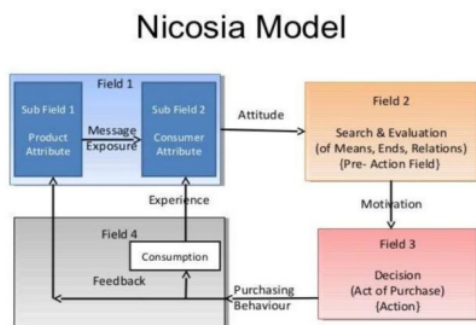 Nicosia Model
Field 1
Sub Field 1
Product
Attribute
Message
Exposure
Sub Field 2
Consumer
Attribute
Attitude
Field 2
Search & Evaluation
(of Means, Ends, Relations)
{Pre- Action Field}
Experience
Motivation
Field 4
Consumption
Feedback
Purchasing
Behaviour
Field 3
Decision
(Act of Purchase)
{Action}